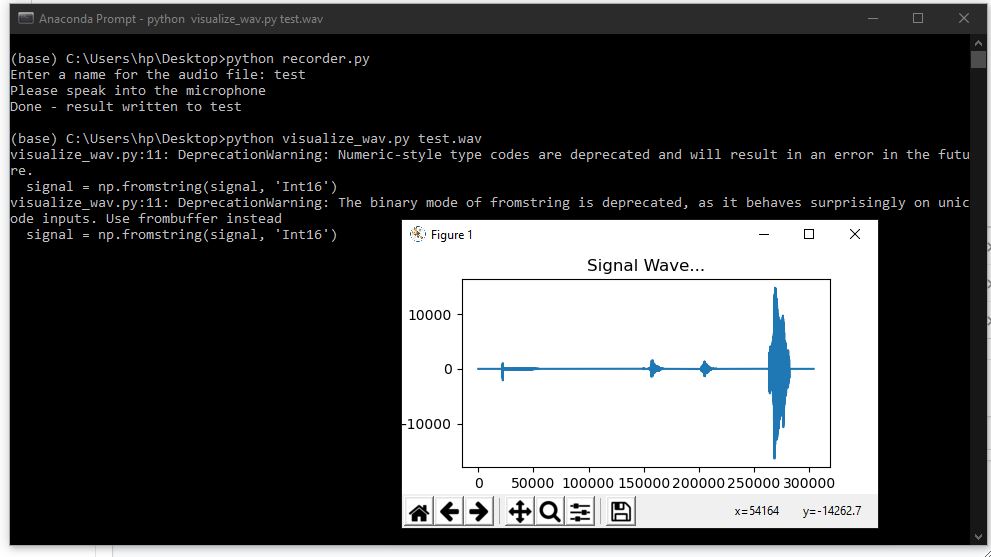 Anaconda Prompt - python  visualize_wav.py test.wav
(base) C:\Users\hp\Desktop>python recorder.py
Enter a name for the audio file: test
Please speak into the microphone
Done - result written to test
(base) C:\Users\hp\Desktop>python visualize_wav.py test.wav
visualize_wav.py:11: DeprecationWarning: Numeric-style type codes are deprecated and will result in an error in the futu
re.
  signal = np.fromstring(signal, 'Int16')
visualize_wav.py:11: DeprecationWarning: The binary mode of fromstring is deprecated, as it behaves surprisingly on unic
ode inputs. Use frombuffer instead
  signal = np.fromstring(signal, 'Int16')
Figure 1
Signal Wave...
10000
0
-10000
0 50000 100000 150000 200000 250000 300000
x=54164 y=-14262.7